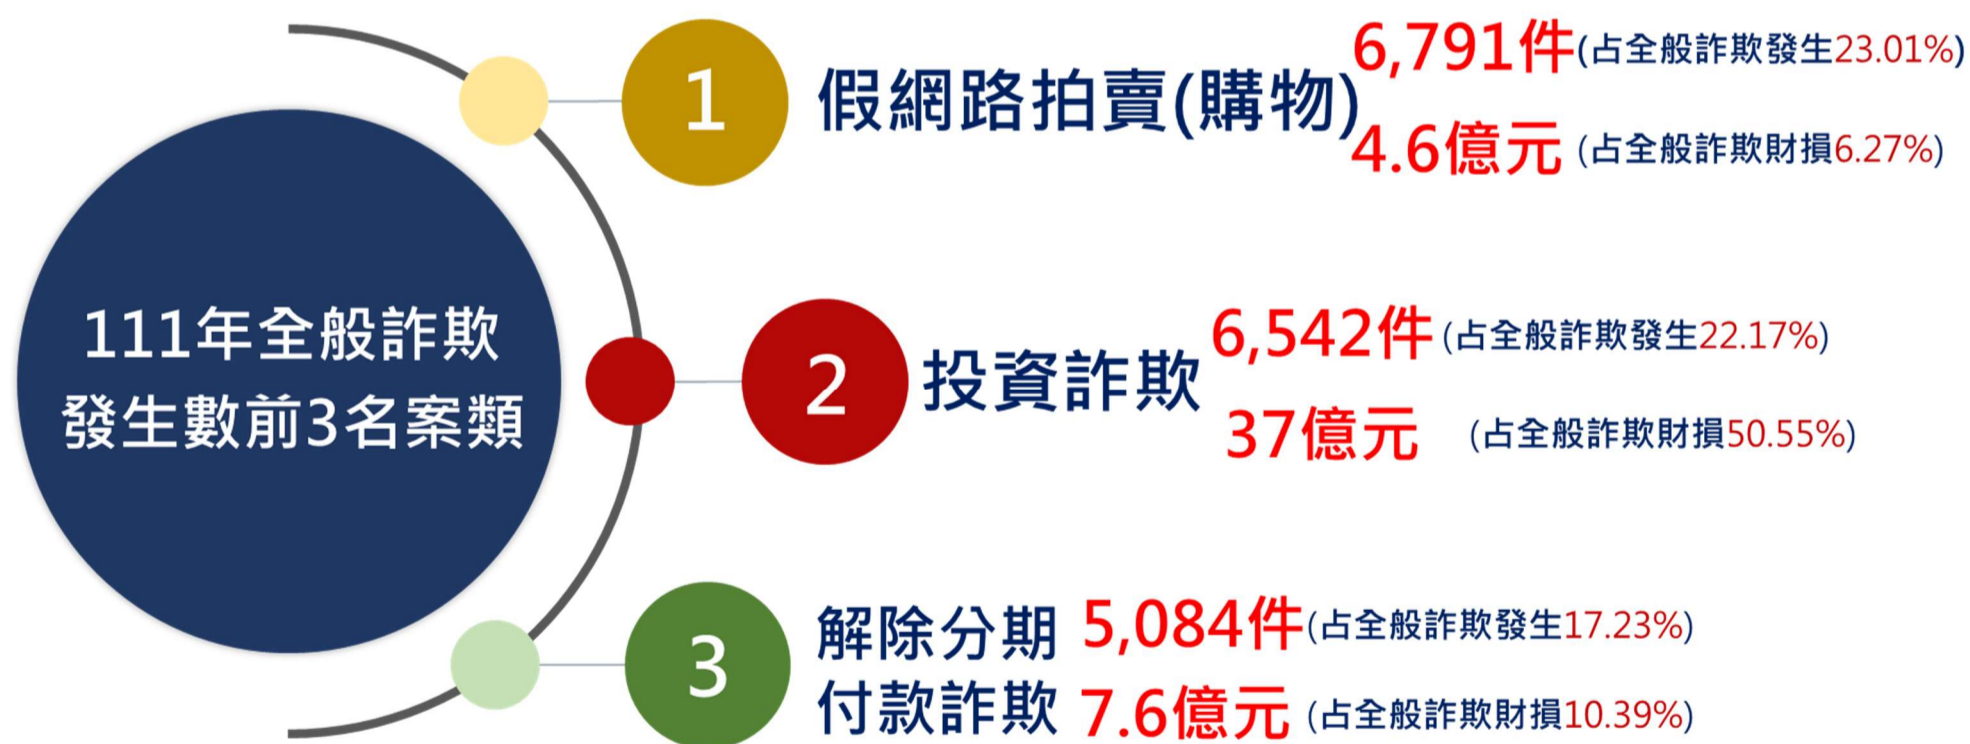 111年全般詐欺
發生數前3名案類
1
假網路拍賣(購物)
6,791件(占全般詐欺發生23.01%)
4.6億元 (占全般詐欺財損6.27%)
2
投資詐欺
6,542件 (占全般詐欺發生22.17%)
37億元 (占全般詐欺財損50.55%)
3
解除分期
付款詐欺
5,084件(占全般詐欺發生17.23%)
7.6億元 (占全般詐欺財損10.39%)